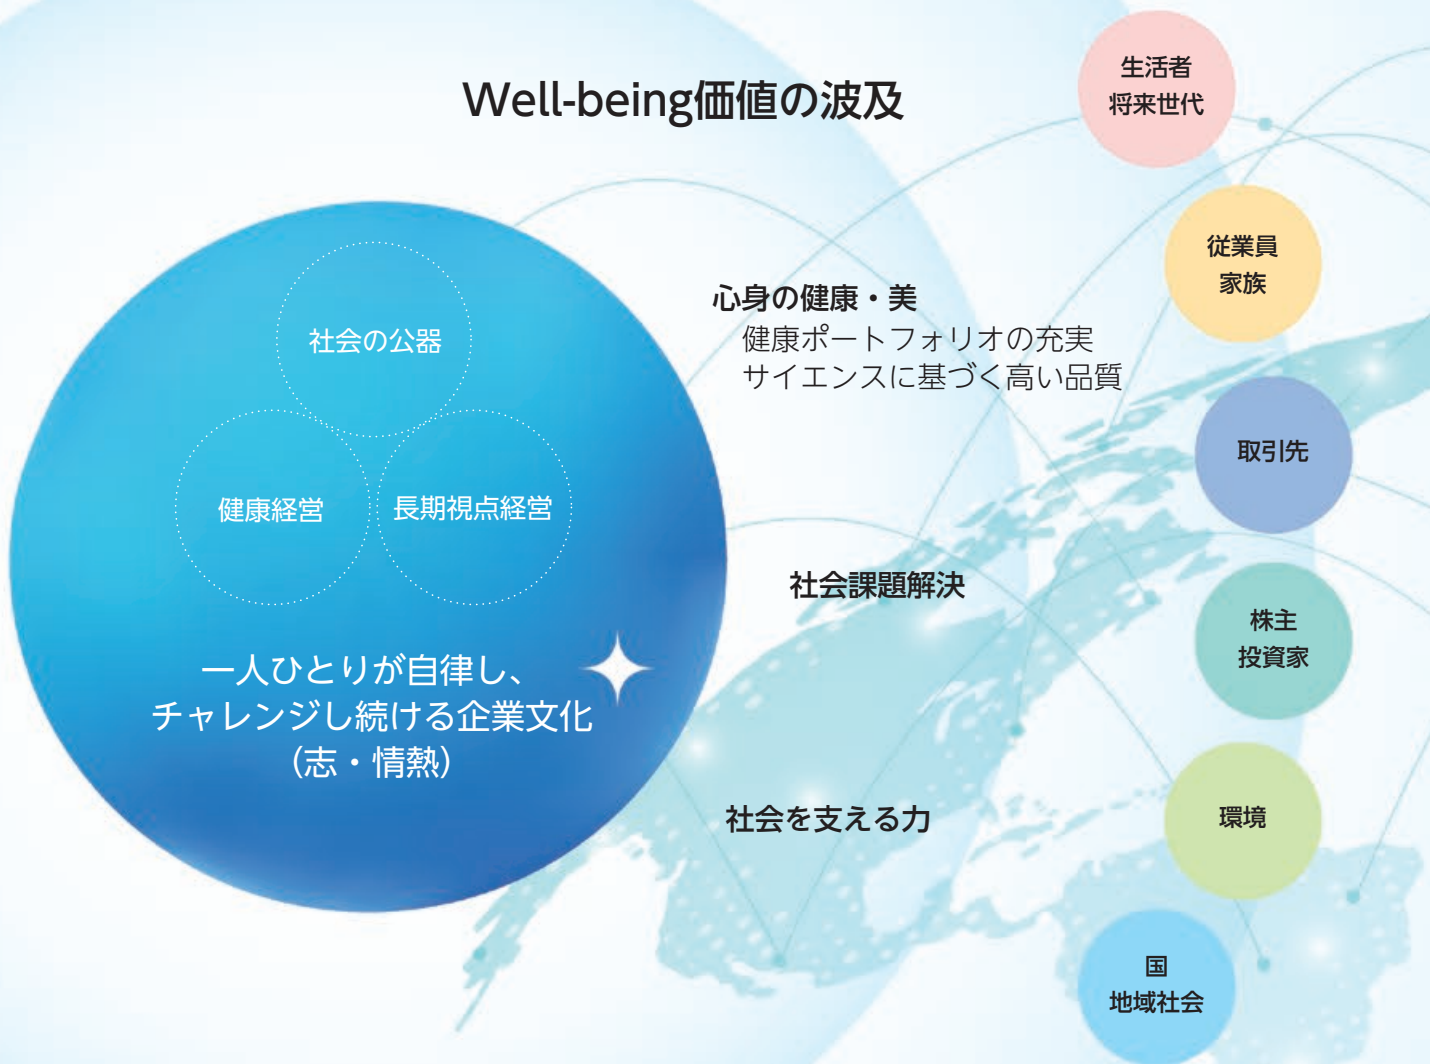 Well-being価値の波及
社会の公器
健康経営
長期視点経営
一人ひとりが自律し、
チャレンジし続ける企業文化
（志・情熱）
心身の健康・美
健康ポートフォリオの充実
サイエンスに基づく高い品質
社会課題解決
社会を支える力
生活者
将来世代
従業員
家族
取引先
株主
投資家
環境
国
地域社会